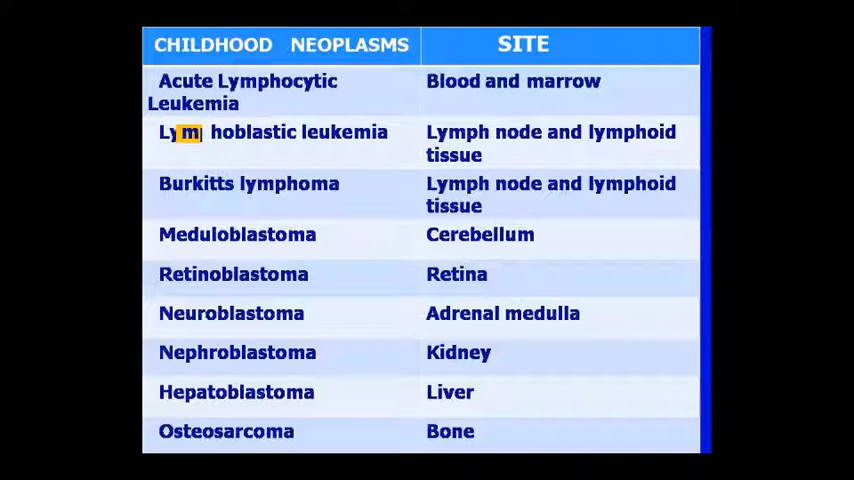 CHILDHOOD NEOPLASMS SITE
Acute Lymphocytic Blood and marrow
Leukemia
Lymphoblastic leukemia Lymph node and lymphoid
tissue
Burkitts lymphoma Lymph node and lymphoid
tissue
Meduloblastoma Cerebellum
Retinoblastoma Retina
Neuroblastoma Adrenal medulla
Nephroblastoma Kidney
Hepatoblastoma Liver
Osteosarcoma Bone